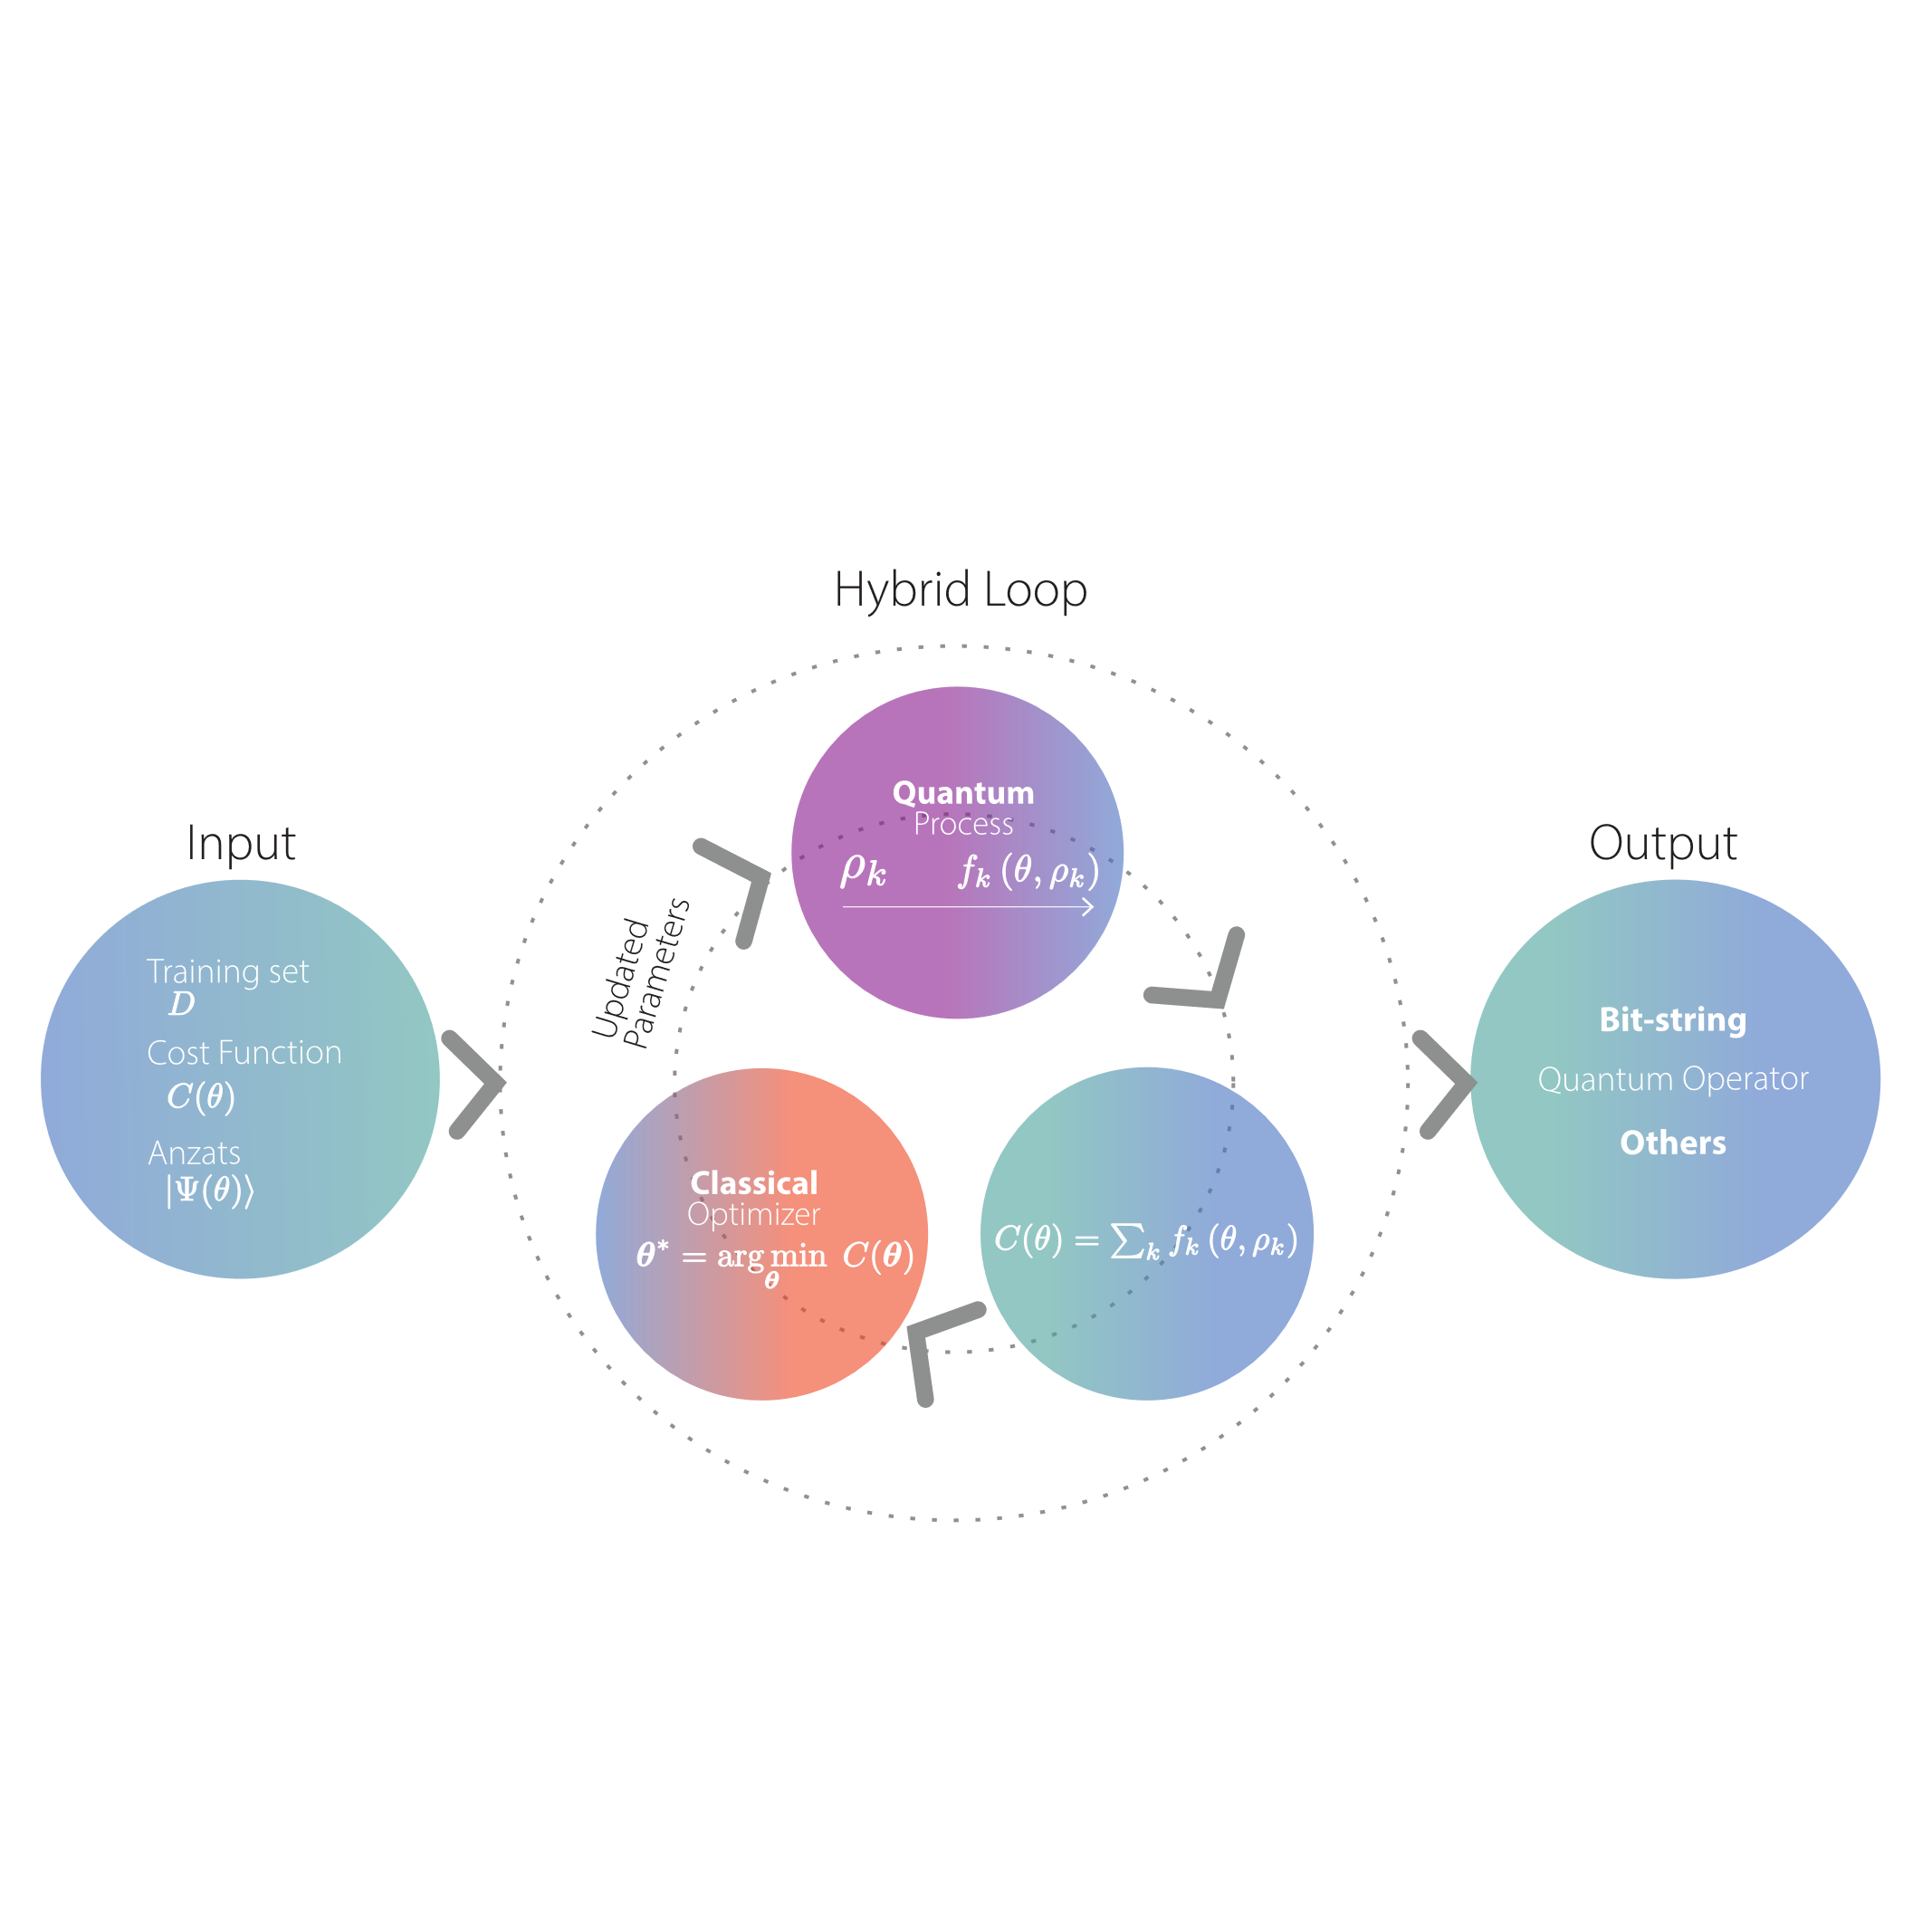 Hybrid Loop
Input
Training set
D
Cost Function
C(θ)
Anzats
|Ψ(θ)⟩
Updated
Parameters
Quantum
Process
ρₖ fₖ(θ, ρₖ)
Classical
Optimizer
θ* = arg min C(θ)
θ
C(θ) = ∑ₖ fₖ(θ, ρₖ)
Output
Bit-string
Quantum Operator
Others